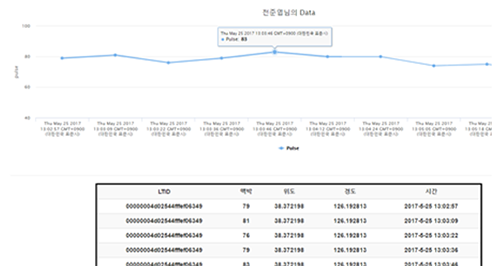 천준엽님의 Data
Thu May 25 2017 13:03:46 GMT+0900 (대한민국 표준시)
Pulse: 83
100
80
60
40
pulse
Thu May 25 2017 Thu May 25 2017 Thu May 25 2017 Thu May 25 2017 Thu May 25 2017 Thu May 25 2017 Thu May 25 2017 Thu May 25 2017 Thu May 25
13:02:57 GMT+0900 13:03:09 GMT+0900 13:03:22 GMT+0900 13:03:36 GMT+0900 13:03:46 GMT+0900 13:04:12 GMT+0900 13:04:24 GMT+0900 13:05:05 GMT+0900
(대한민국 표준시) (대한민국 표준시) (대한민국 표준시) (대한민국 표준시) (대한민국 표준시) (대한민국 표준시) (대한민국 표준시) (대한민국 표준시)
Pulse
LTID 맥박 위도 경도 시간
00000004d02544fffef06349 79 38.372198 126.192813 2017-5-25 13:02:57
00000004d02544fffef06349 81 38.372198 126.192813 2017-5-25 13:03:09
00000004d02544fffef06349 76 38.372198 126.192813 2017-5-25 13:03:22
00000004d02544fffef06349 79 38.372198 126.192813 2017-5-25 13:03:36
00000004d02544fffef06349 83 38.372198 126.192813 2017-5-25 13:03:46